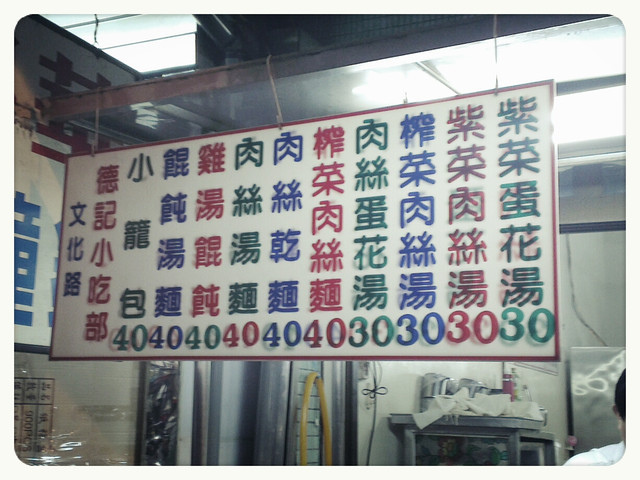 紫菜蛋花湯30
紫菜肉絲湯30
榨菜肉絲湯30
肉絲蛋花湯30
榨菜肉絲麵40
肉絲乾麵40
肉絲湯麵40
雞湯餛飩40
餛飩湯麵40
小籠包40
德記小吃部
文化路